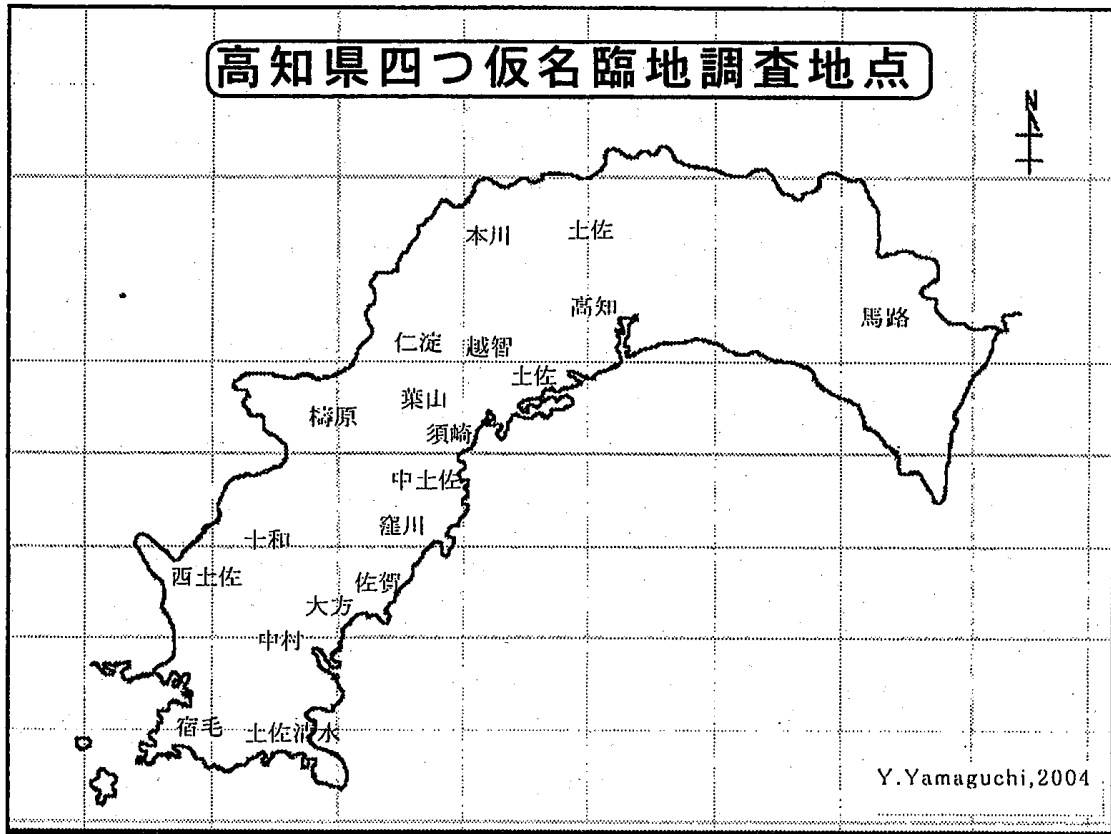 高知県四つ仮名臨地調査地点
N
本川 土佐
高知
馬路
仁淀 越智
土佐
葉山
梼原
須崎
中土佐
窪川
十和
西土佐
佐賀
大方
中村
宿毛 土佐清水
Y.Yamaguchi,2004